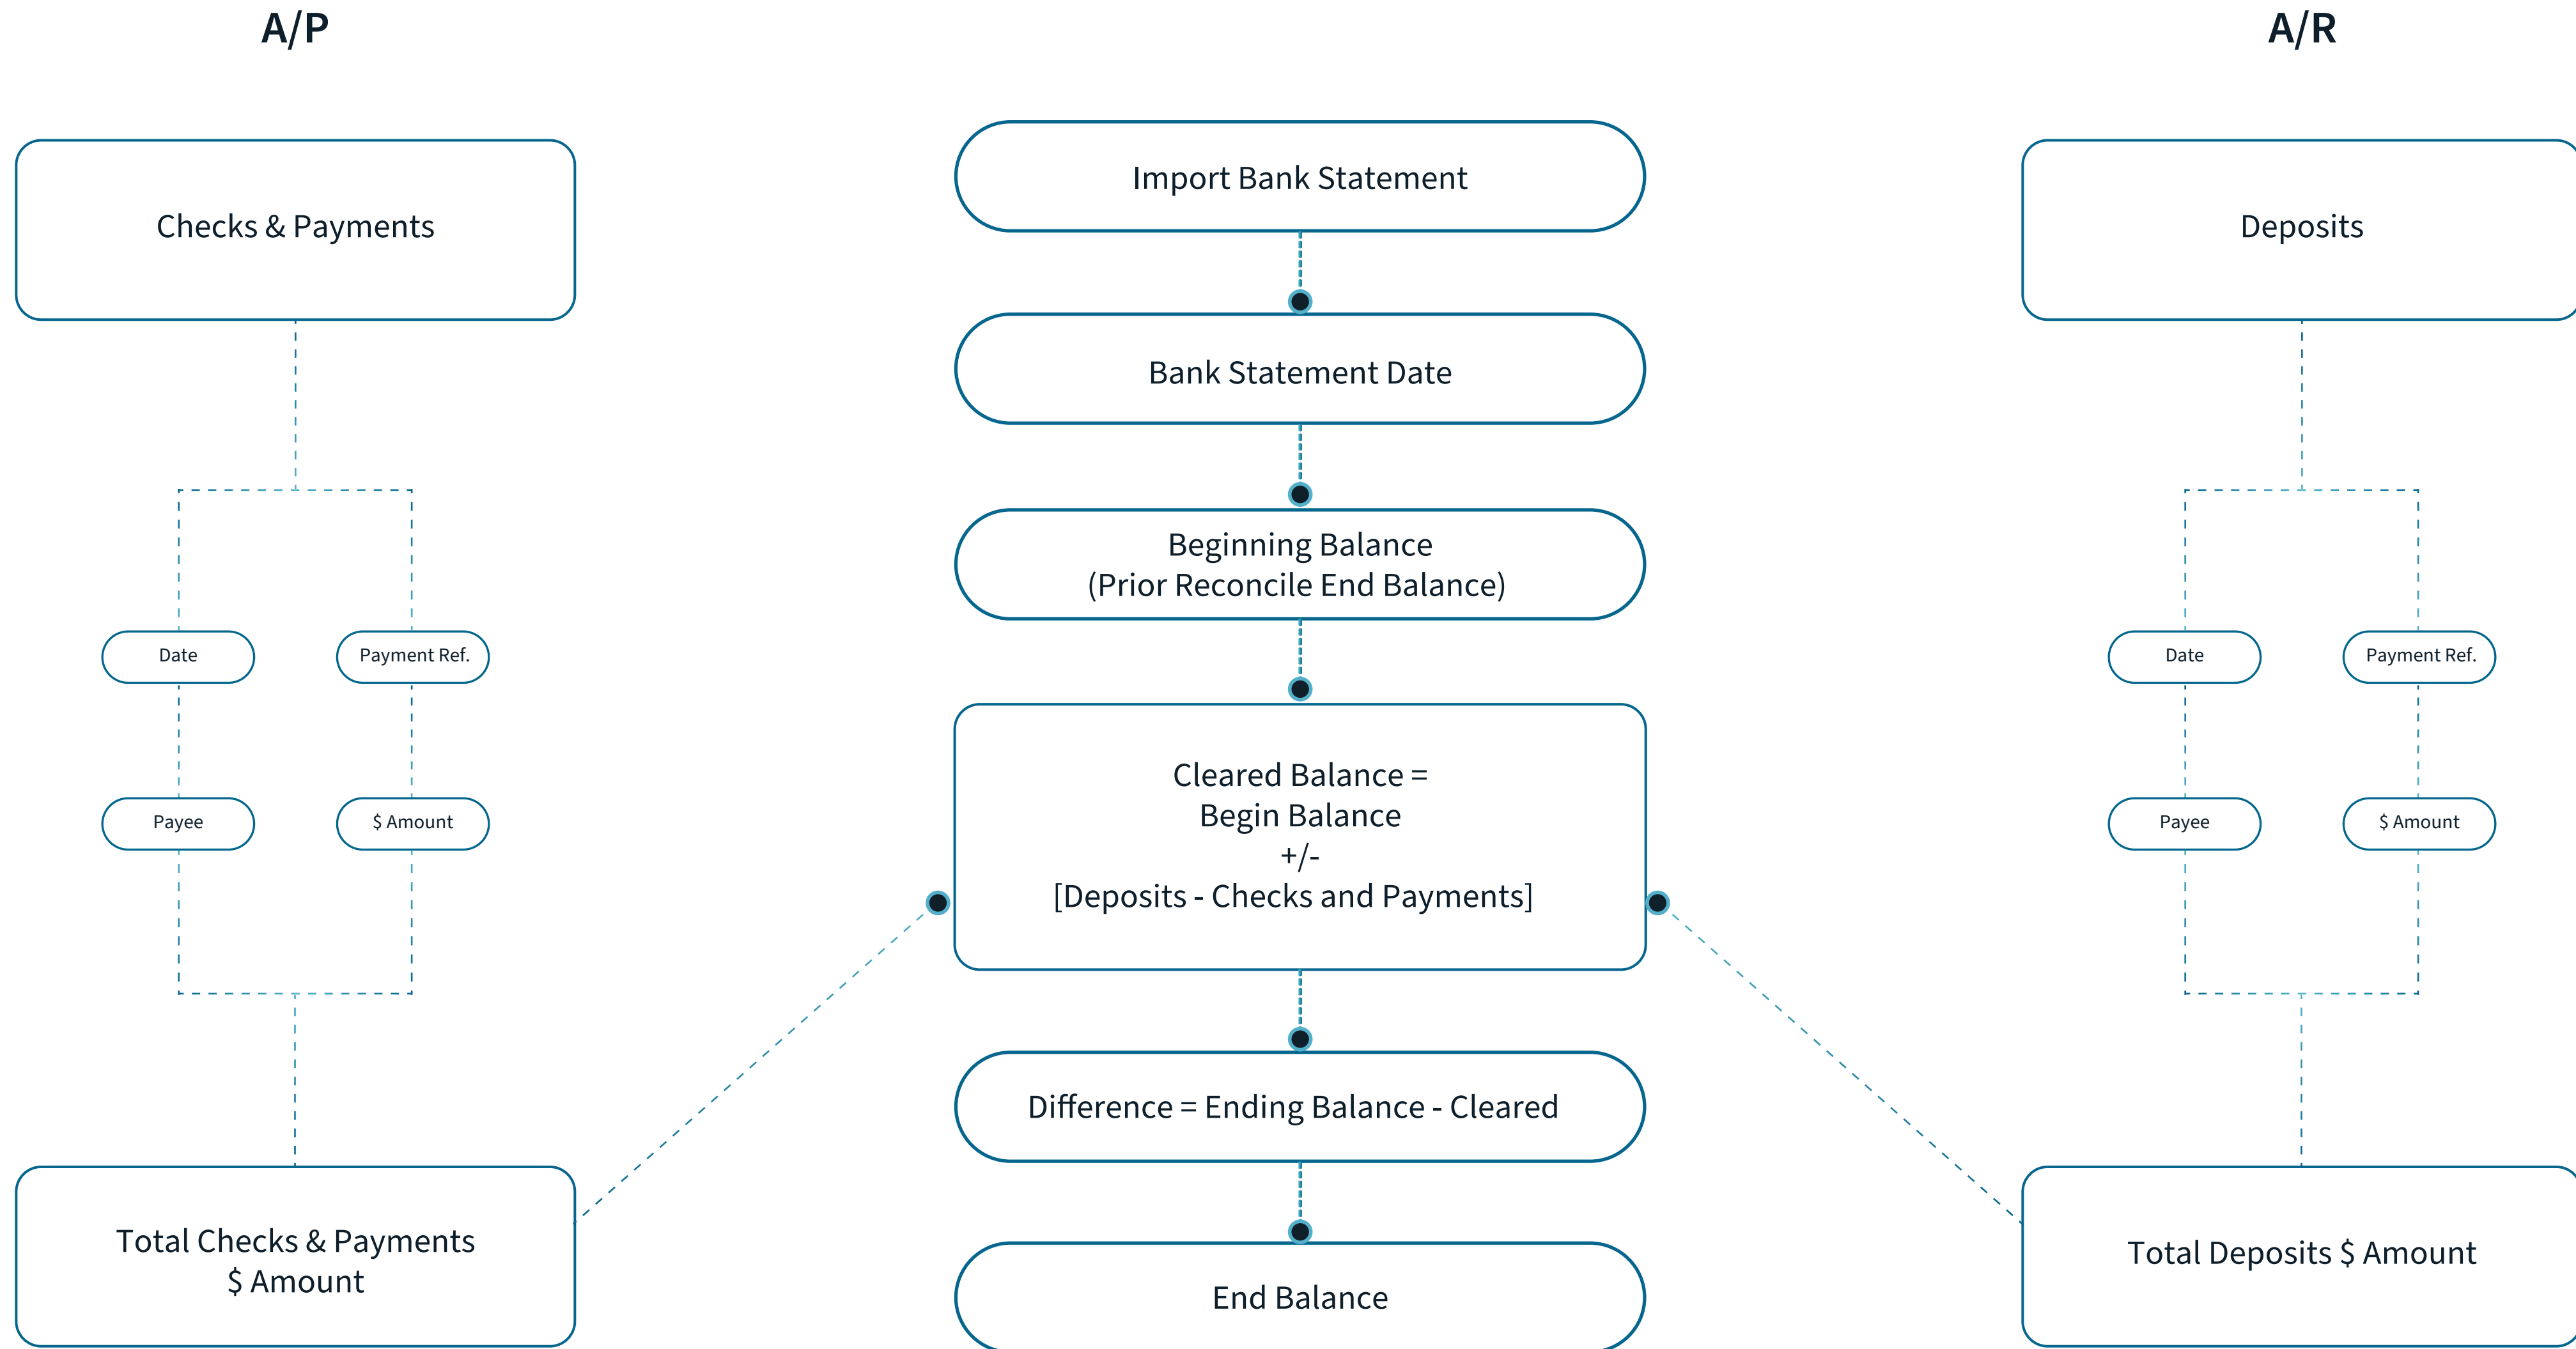 A/P
Checks & Payments
Date
Payment Ref.
Payee
$ Amount
Total Checks & Payments
$ Amount
Import Bank Statement
Bank Statement Date
Beginning Balance
(Prior Reconcile End Balance)
Cleared Balance =
Begin Balance
+/-
[Deposits - Checks and Payments]
Difference = Ending Balance - Cleared
End Balance
A/R
Deposits
Date
Payment Ref.
Payee
$ Amount
Total Deposits $ Amount